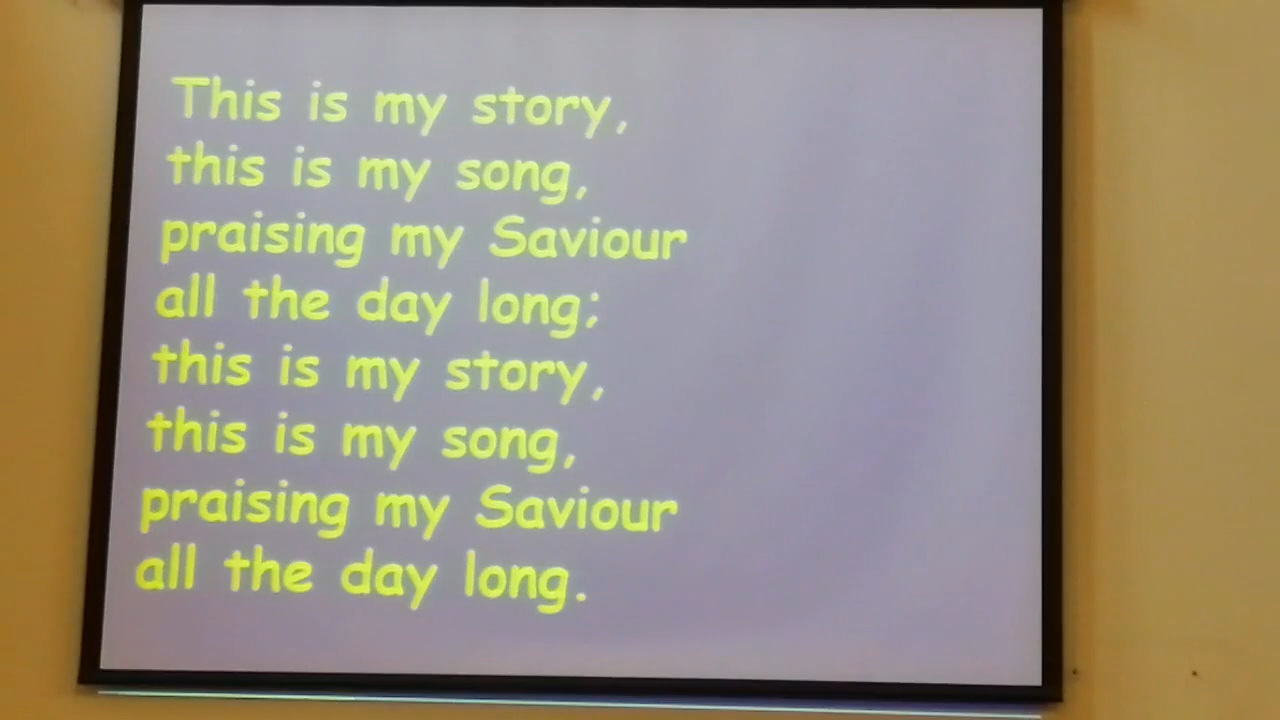 This is my story,
this is my song,
praising my Saviour
all the day long;
this is my story,
this is my song,
praising my Saviour
all the day long.